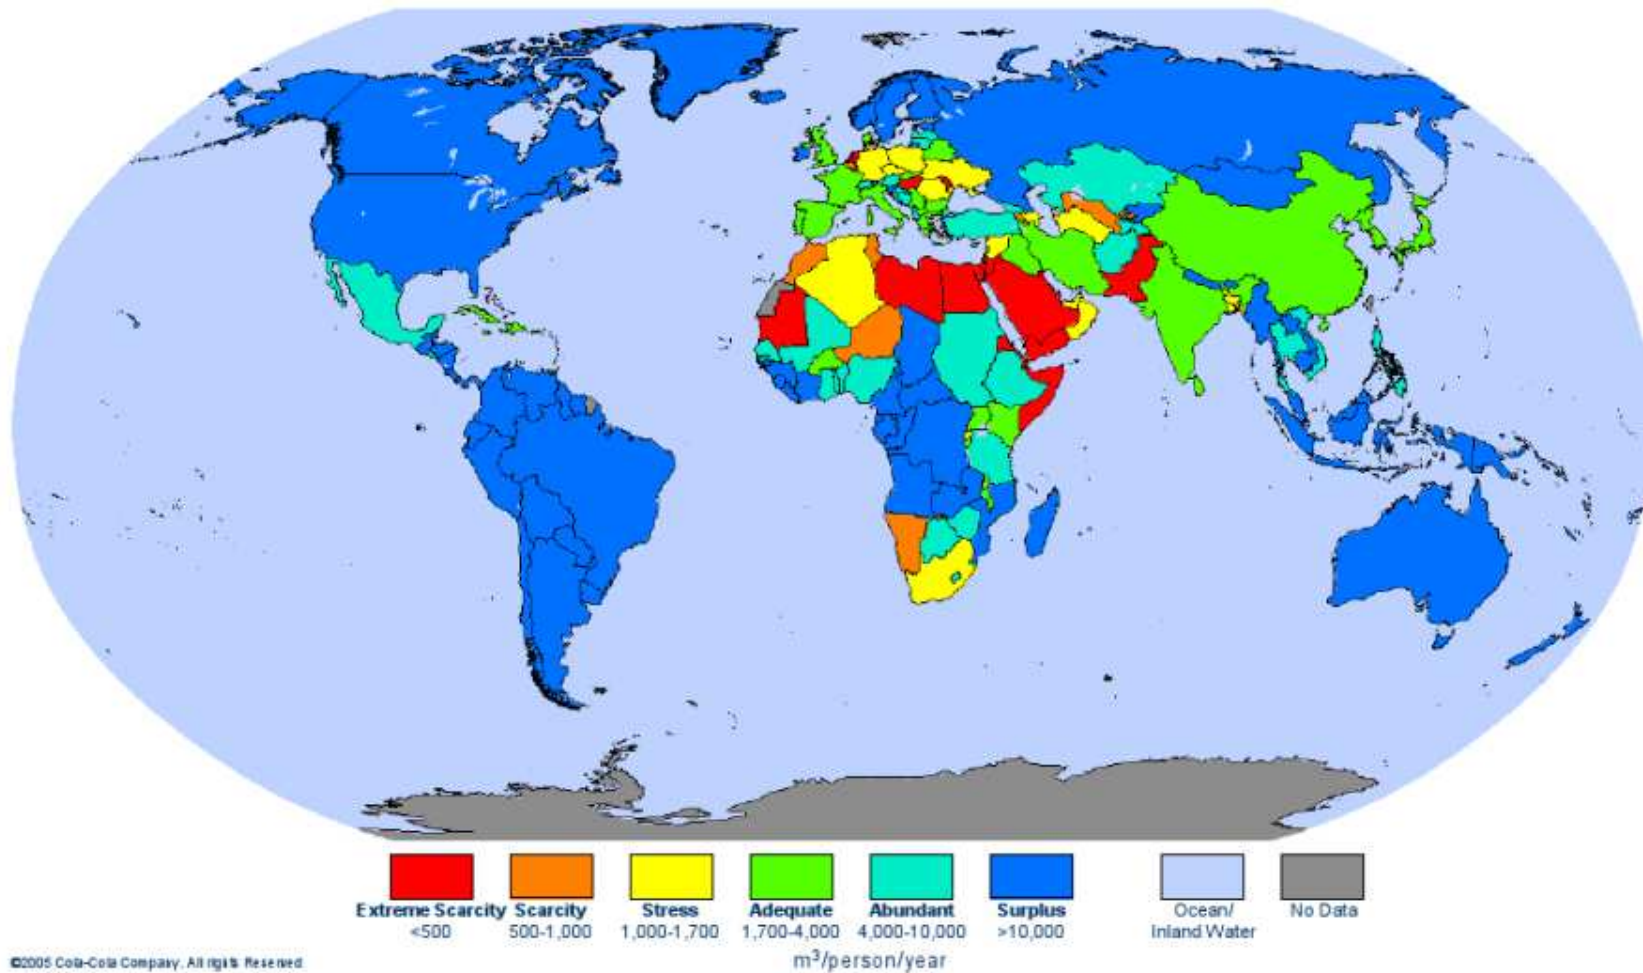 Extreme Scarcity Scarcity Stress Adequate Abundant Surplus Ocean/ No Data
<500 500-1,000 1,000-1,700 1,700-4,000 4,000-10,000 >10,000 Inland Water
m³/person/year
©2005 Cola-Cola Company. All rights Reserved